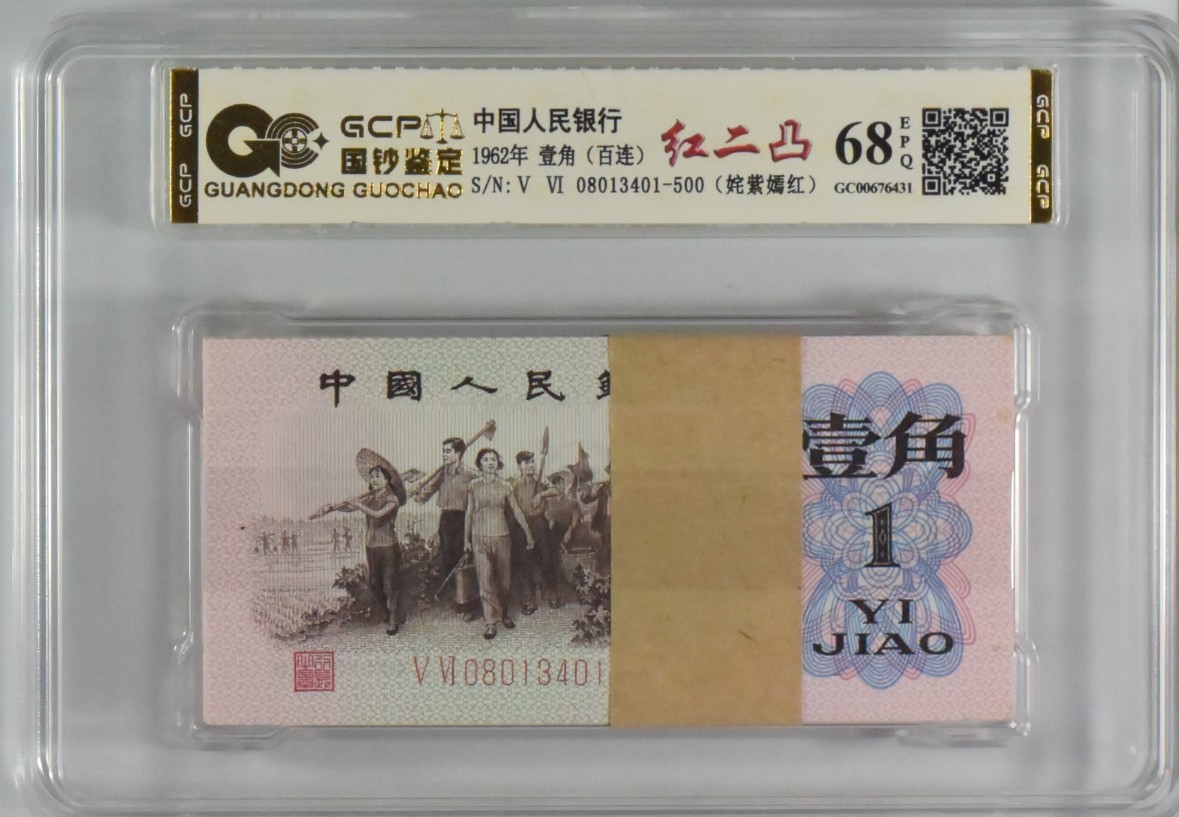 GCP
GCP
GC
GCP
国钞鉴定
GUANGDONG GUOCHAO
中国人民银行
1962年 壹角（百连）
S/N: V VI 08013401-500（姹紫嫣红）
红二凸
68
EPQ
GC00676431
GCP
GCP
中國人民
壹角
1
YI
JIAO
V VI 08013401